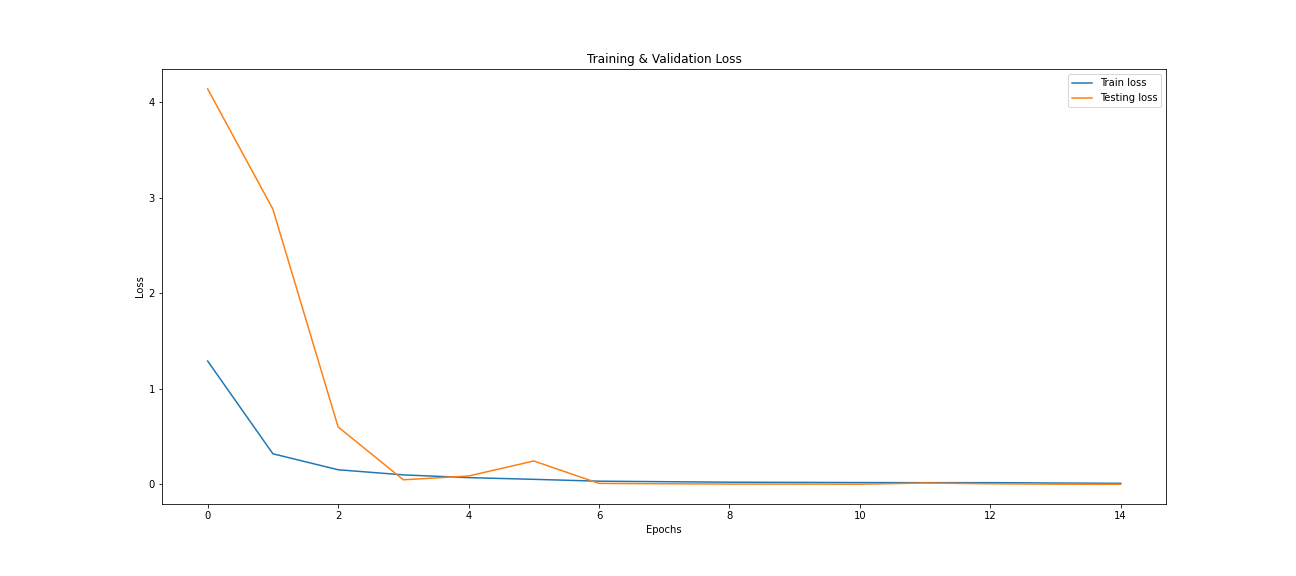 Training & Validation Loss
Train loss
Testing loss
4
3
2
1
0
Loss
0 2 4 6 8 10 12 14
Epochs